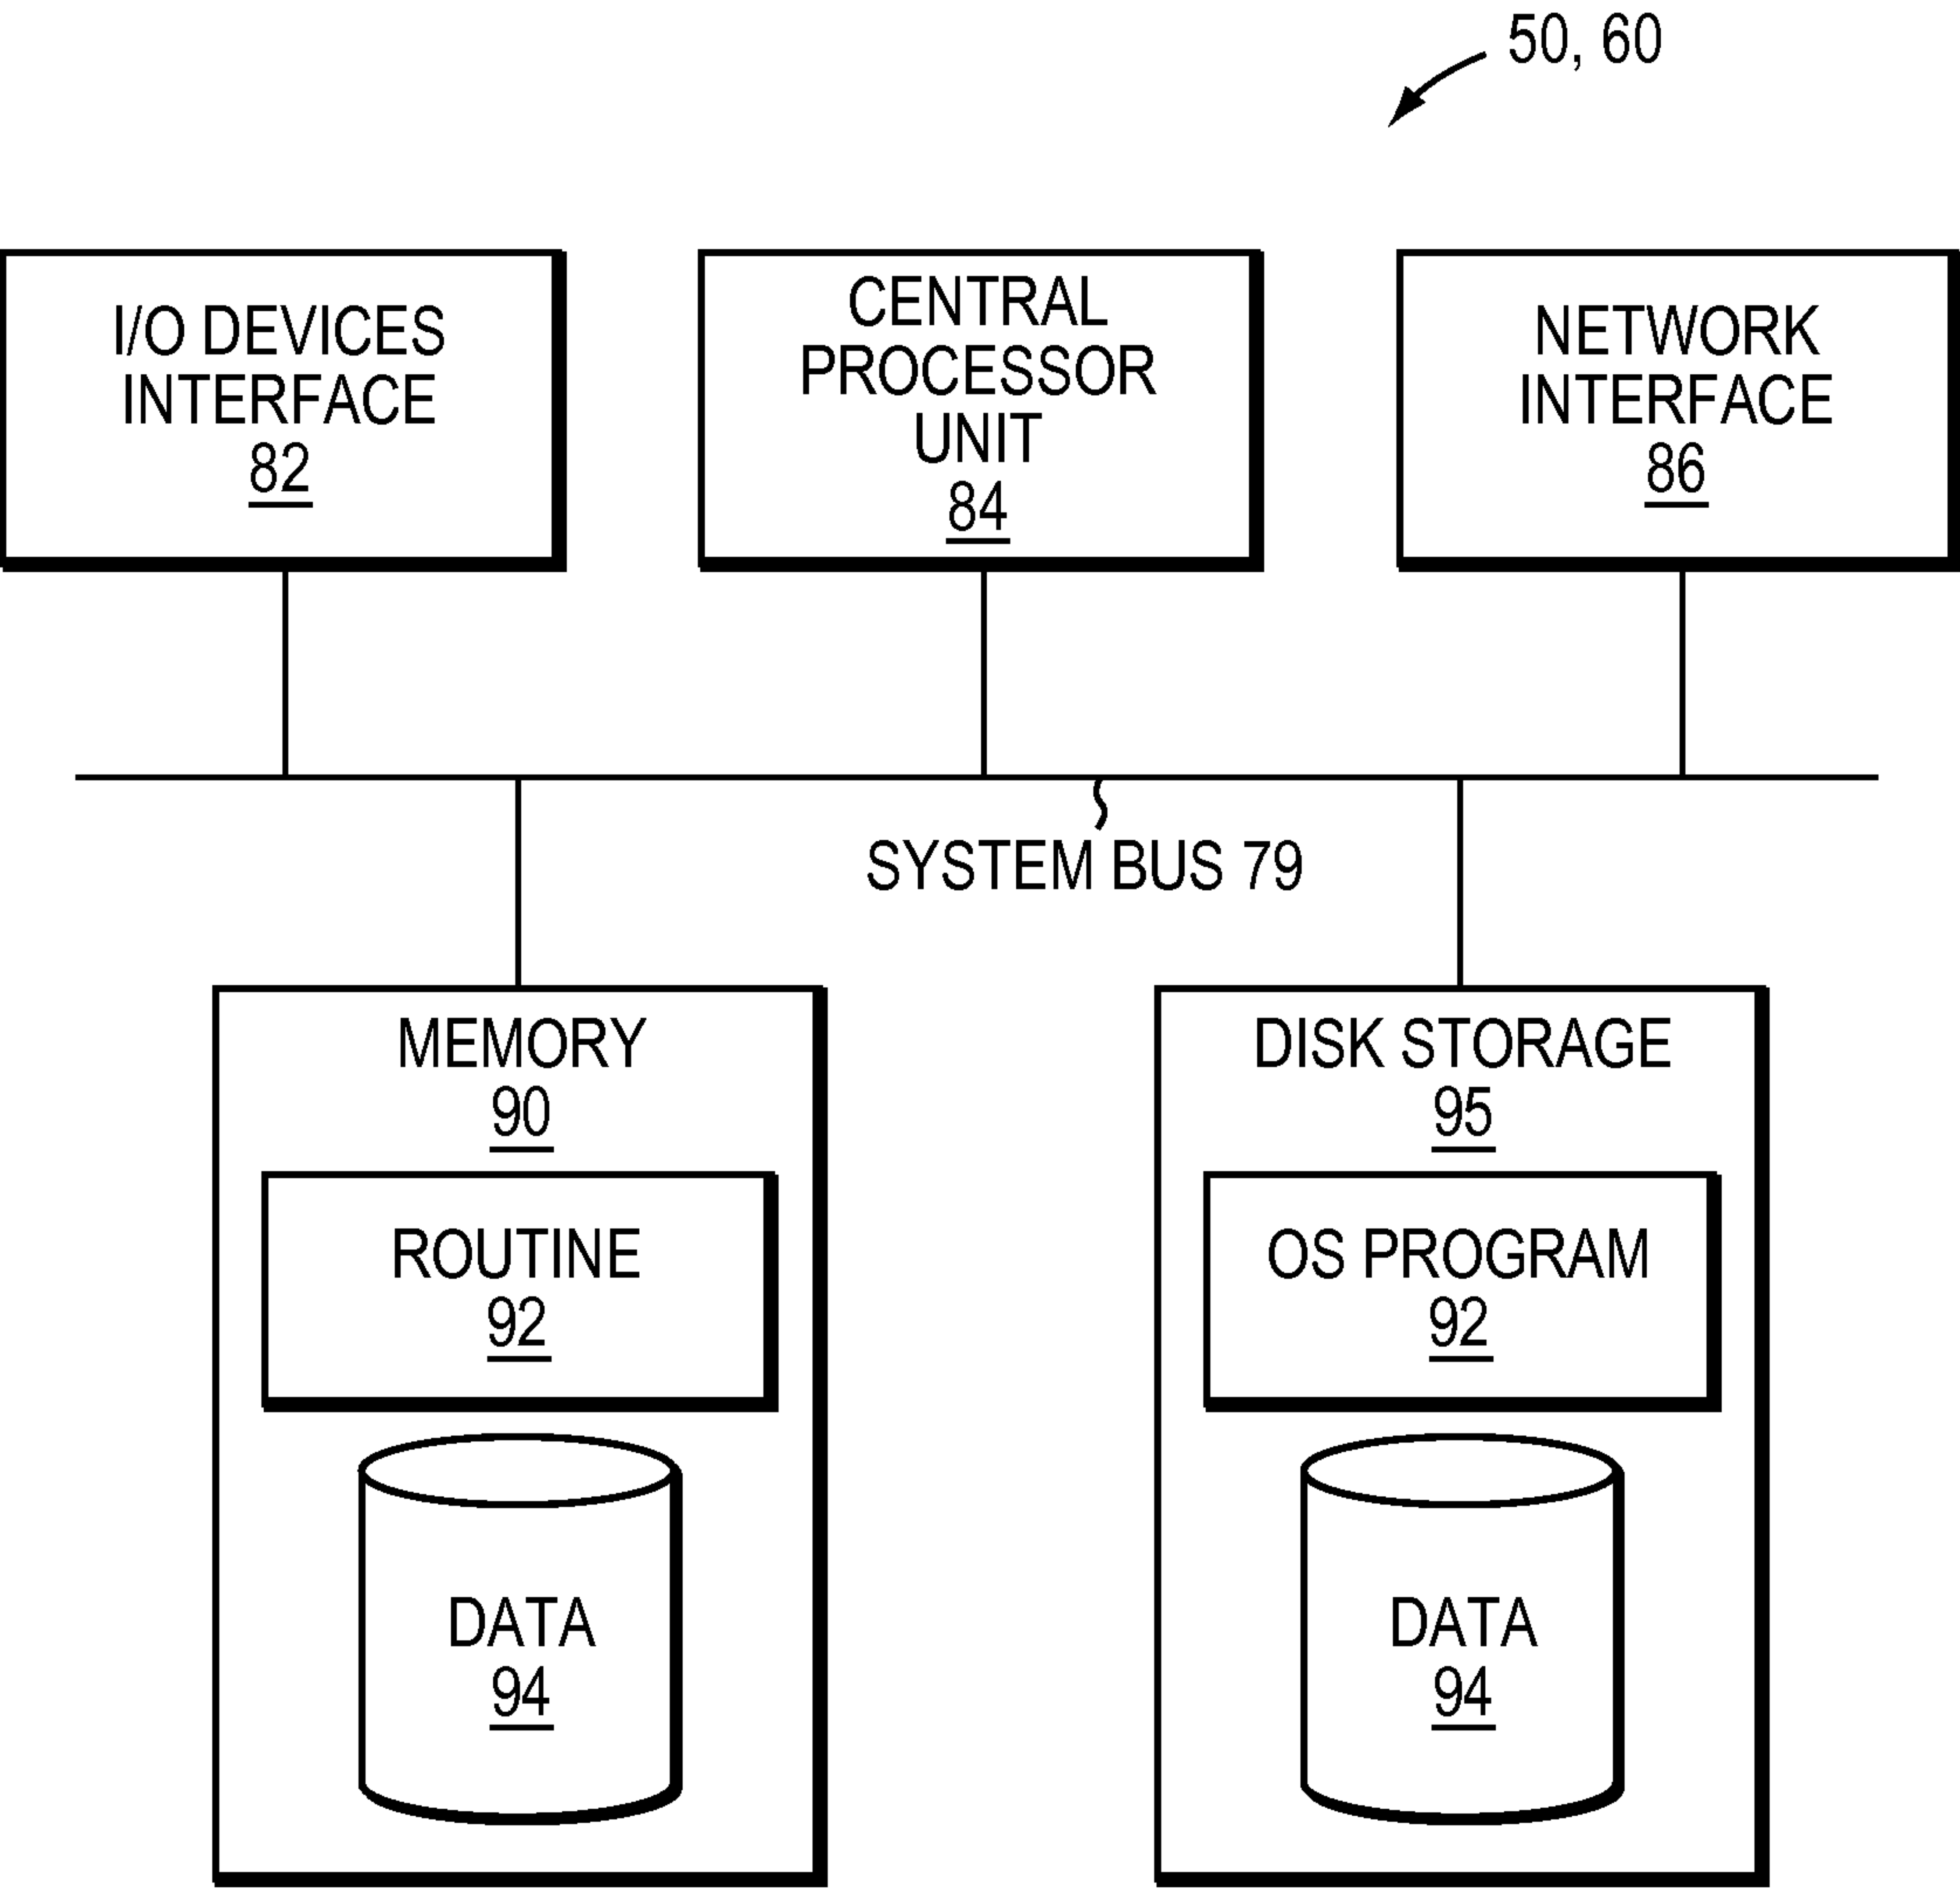 50, 60
I/O DEVICES
INTERFACE
82
CENTRAL
PROCESSOR
UNIT
84
NETWORK
INTERFACE
86
SYSTEM BUS 79
MEMORY
90
ROUTINE
92
DATA
94
DISK STORAGE
95
OS PROGRAM
92
DATA
94